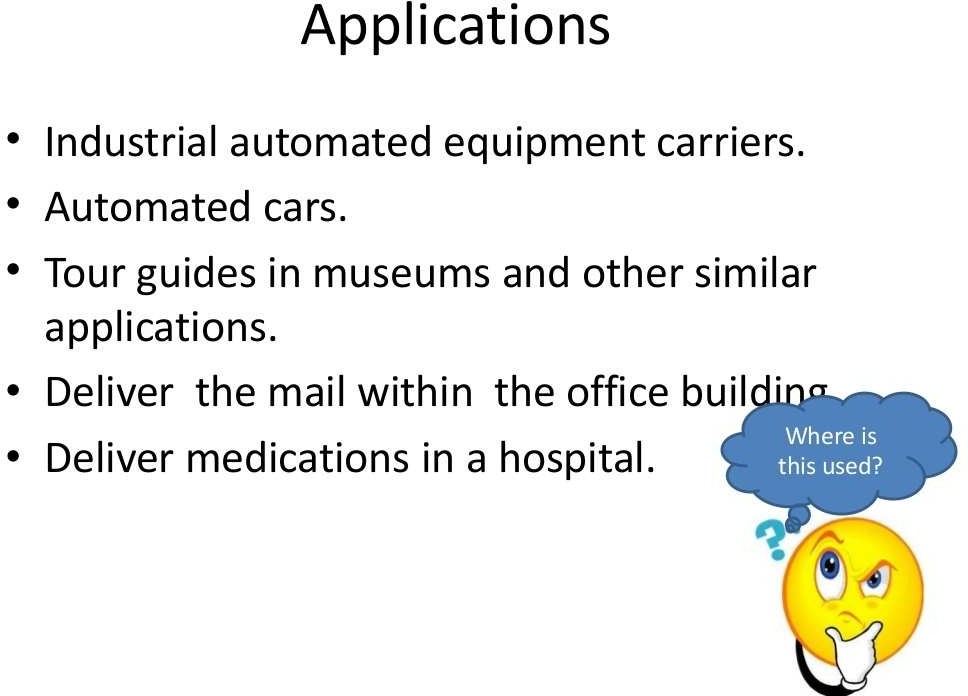 Applications
• Industrial automated equipment carriers.
• Automated cars.
• Tour guides in museums and other similar
applications.
• Deliver the mail within the office building
• Deliver medications in a hospital.
Where is
this used?
?